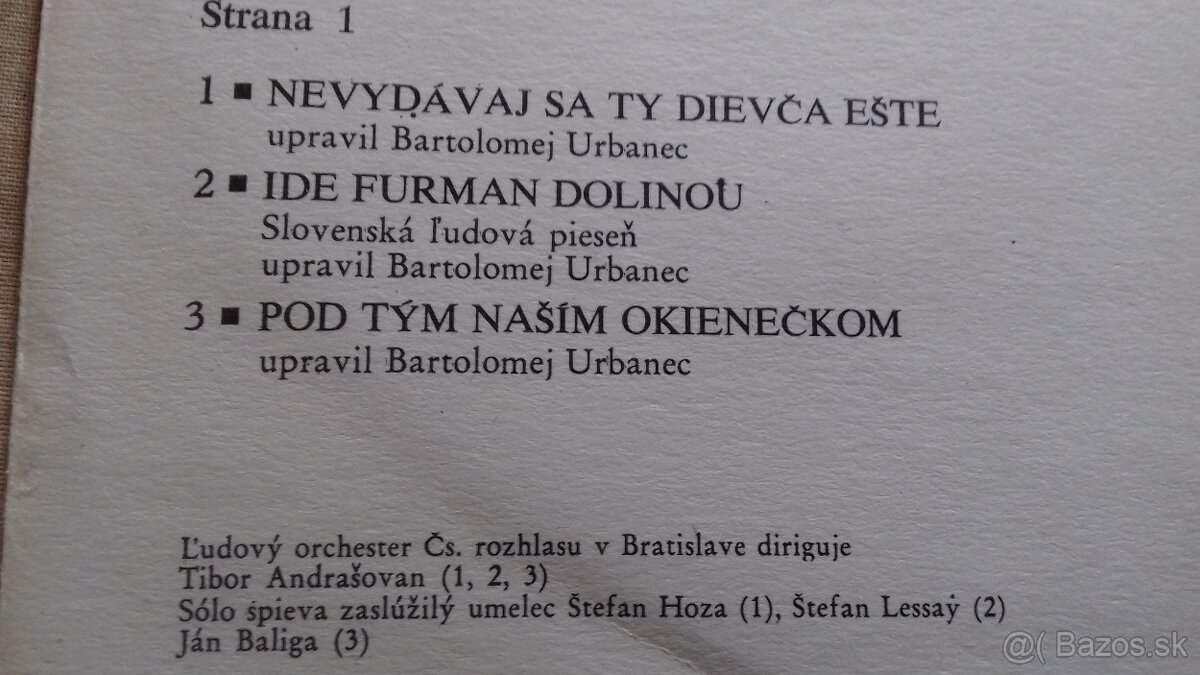 Strana 1
1 ■ NEVYDÁVAJ SA TY DIEVČA EŠTE
upravil Bartolomej Urbanec
2 ■ IDE FURMAN DOLINOU
Slovenská ľudová pieseň
upravil Bartolomej Urbanec
3 ■ POD TÝM NAŠÍM OKIENEČKOM
upravil Bartolomej Urbanec
Ľudový orchester Čs. rozhlasu v Bratislave diriguje
Tibor Andrašovan (1, 2, 3)
Sólo spieva zaslúžilý umelec Štefan Hoza (1), Štefan Lessay (2)
Ján Baliga (3)
@( Bazos.sk